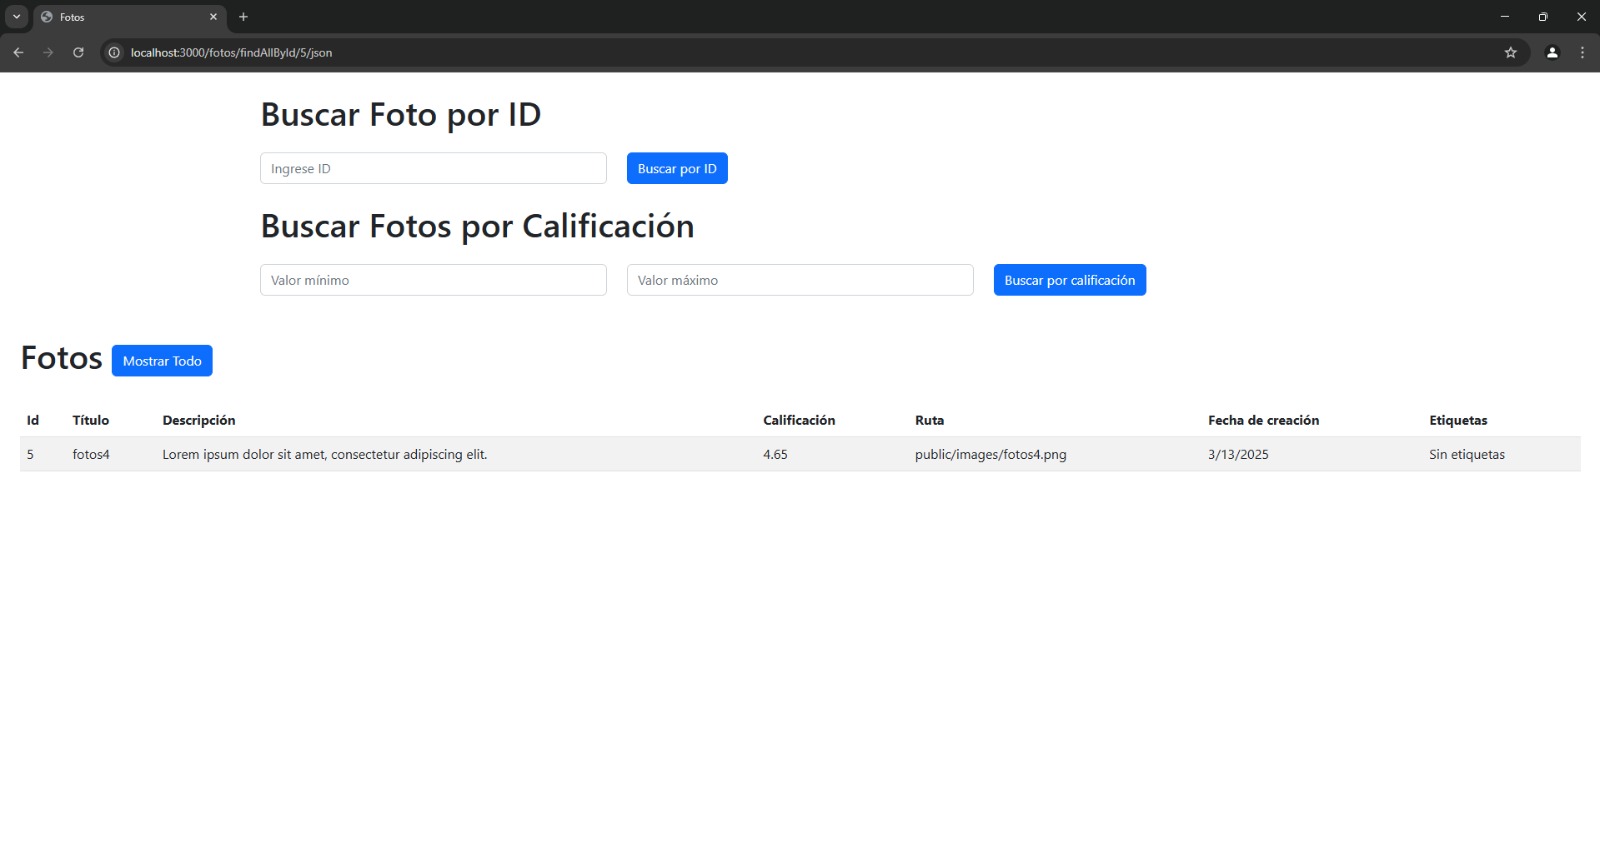 Fotos
localhost:3000/fotos/findAllById/5/json
Buscar Foto por ID
Ingrese ID Buscar por ID
Buscar Fotos por Calificación
Valor mínimo Valor máximo Buscar por calificación
Fotos Mostrar Todo
Id Título Descripción Calificación Ruta Fecha de creación Etiquetas
5 fotos4 Lorem ipsum dolor sit amet, consectetur adipiscing elit. 4.65 public/images/fotos4.png 3/13/2025 Sin etiquetas